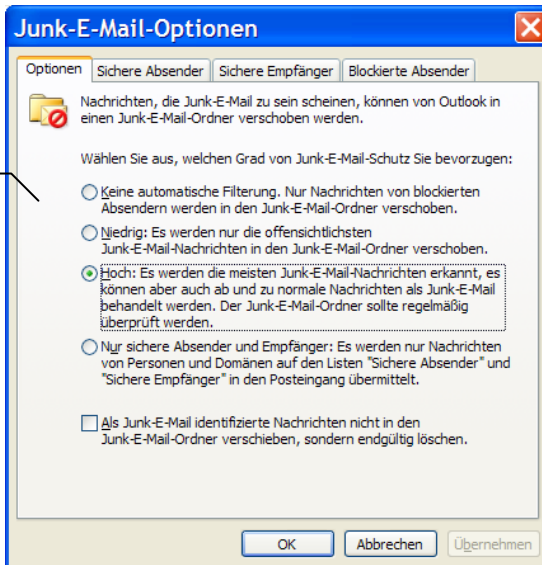 Junk-E-Mail-Optionen
Optionen
Sichere Absender
Sichere Empfänger
Blockierte Absender
Nachrichten, die Junk-E-Mail zu sein scheinen, können von Outlook in
einen Junk-E-Mail-Ordner verschoben werden.
Wählen Sie aus, welchen Grad von Junk-E-Mail-Schutz Sie bevorzugen:
Keine automatische Filterung. Nur Nachrichten von blockierten
Absendern werden in den Junk-E-Mail-Ordner verschoben.
Niedrig: Es werden nur die offensichtlichsten
Junk-E-Mail-Nachrichten in den Junk-E-Mail-Ordner verschoben.
Hoch: Es werden die meisten Junk-E-Mail-Nachrichten erkannt, es
können aber auch ab und zu normale Nachrichten als Junk-E-Mail
behandelt werden. Der Junk-E-Mail-Ordner sollte regelmäßig
überprüft werden.
Nur sichere Absender und Empfänger: Es werden nur Nachrichten
von Personen und Domänen auf den Listen "Sichere Absender" und
"Sichere Empfänger" in den Posteingang übermittelt.
Als Junk-E-Mail identifizierte Nachrichten nicht in den
Junk-E-Mail-Ordner verschieben, sondern endgültig löschen.
OK
Abbrechen
Übernehmen